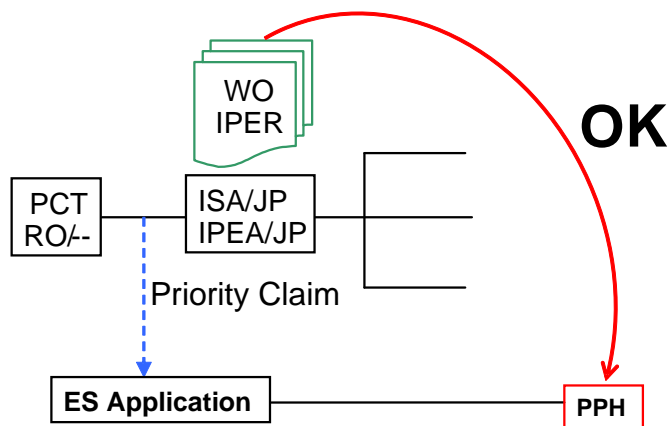 WO
IPER
OK
PCT
RO/--
ISA/JP
IPEA/JP
Priority Claim
ES Application
PPH